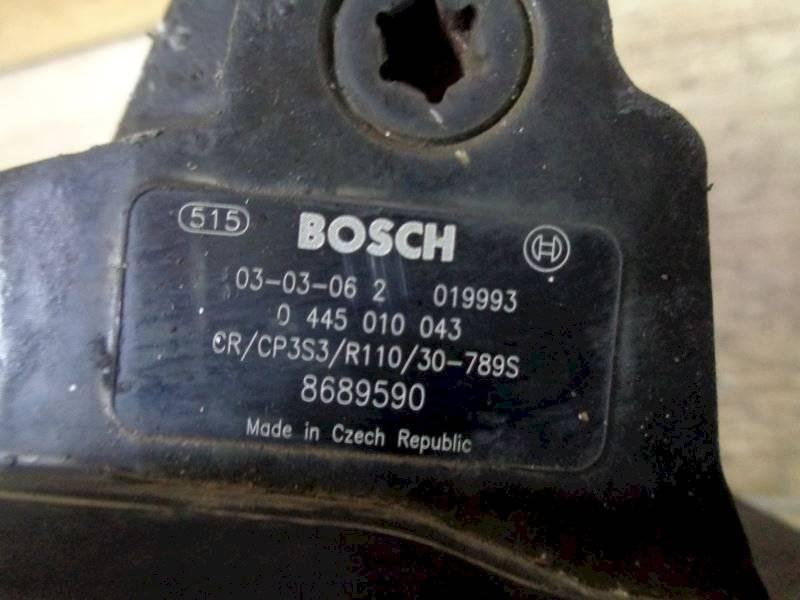 515 BOSCH
03-03-06 2 019993
0 445 010 043
CR/CP3S3/R110/30-789S
8689590
Made in Czech Republic